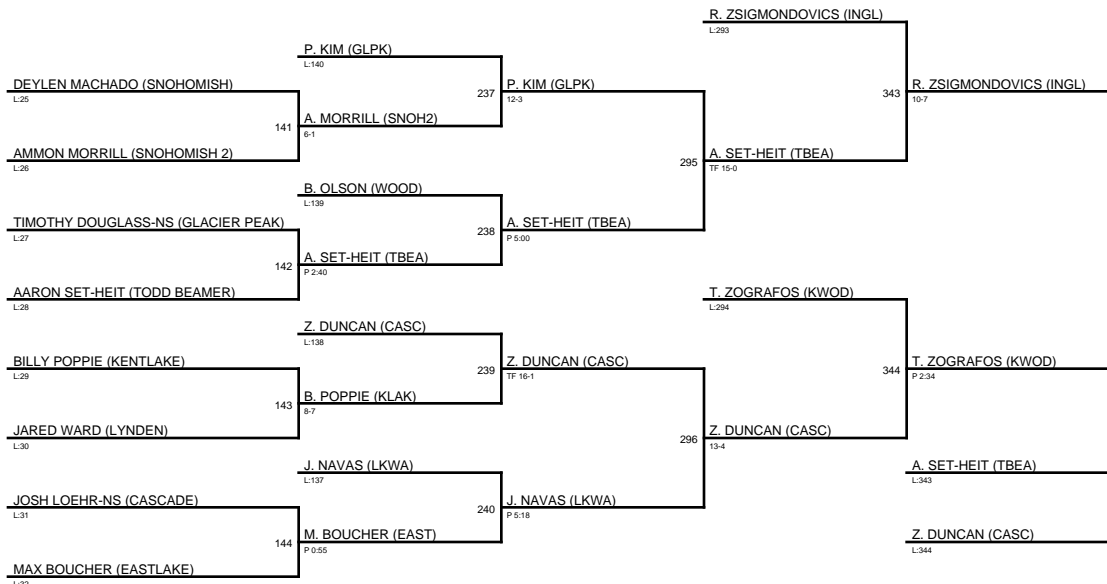 R. ZSIGMONDOVICS (INGL)
L:293
P. KIM (GLPK)
L:140
DEYLEN MACHADO (SNOHOMISH)
L:25
237
P. KIM (GLPK)
12-3
343
R. ZSIGMONDOVICS (INGL)
10-7
141
A. MORRILL (SNOH2)
6-1
AMMON MORRILL (SNOHOMISH 2)
L:26
295
A. SET-HEIT (TBEA)
TF 15-0
B. OLSON (WOOD)
L:139
TIMOTHY DOUGLASS-NS (GLACIER PEAK)
L:27
238
A. SET-HEIT (TBEA)
P 5:00
142
A. SET-HEIT (TBEA)
P 2:40
AARON SET-HEIT (TODD BEAMER)
L:28
T. ZOGRAFOS (KWOD)
L:294
Z. DUNCAN (CASC)
L:138
BILLY POPPIE (KENTLAKE)
L:29
239
Z. DUNCAN (CASC)
TF 16-1
344
T. ZOGRAFOS (KWOD)
P 2:34
143
B. POPPIE (KLAK)
8-7
JARED WARD (LYNDEN)
L:30
296
Z. DUNCAN (CASC)
13-4
J. NAVAS (LKWA)
L:137
A. SET-HEIT (TBEA)
L:343
JOSH LOEHR-NS (CASCADE)
L:31
240
J. NAVAS (LKWA)
P 5:18
144
M. BOUCHER (EAST)
P 0:55
Z. DUNCAN (CASC)
L:344
MAX BOUCHER (EASTLAKE)
L:32